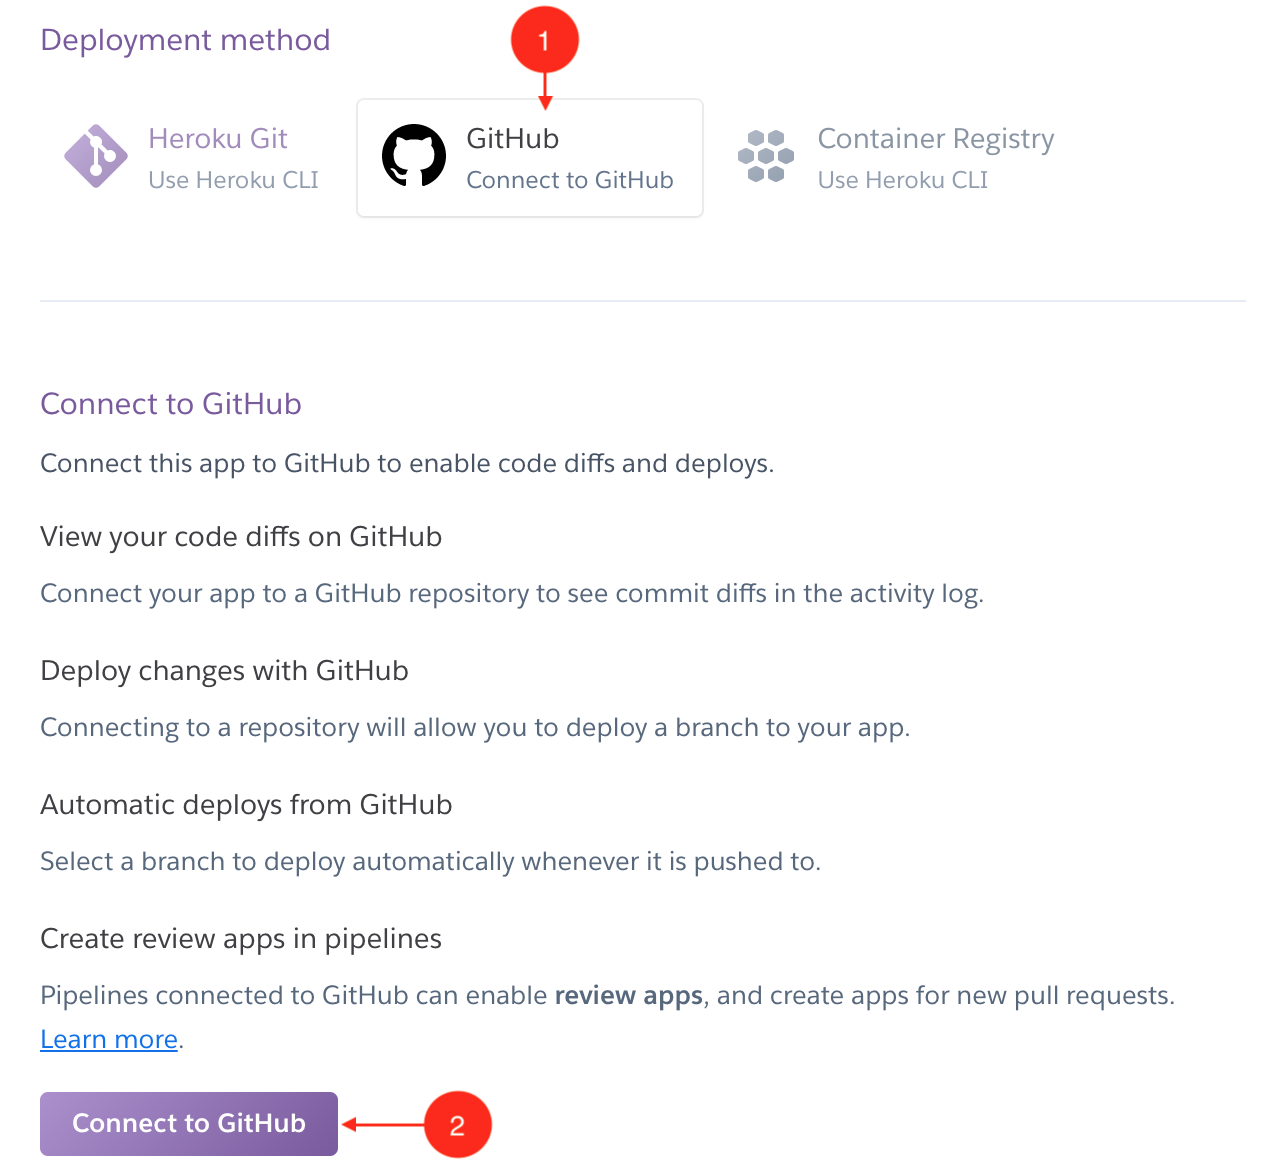 Deployment method
1
Heroku Git
Use Heroku CLI
GitHub
Connect to GitHub
Container Registry
Use Heroku CLI
Connect to GitHub
Connect this app to GitHub to enable code diffs and deploys.
View your code diffs on GitHub
Connect your app to a GitHub repository to see commit diffs in the activity log.
Deploy changes with GitHub
Connecting to a repository will allow you to deploy a branch to your app.
Automatic deploys from GitHub
Select a branch to deploy automatically whenever it is pushed to.
Create review apps in pipelines
Pipelines connected to GitHub can enable review apps, and create apps for new pull requests.
Learn more.
Connect to GitHub
2